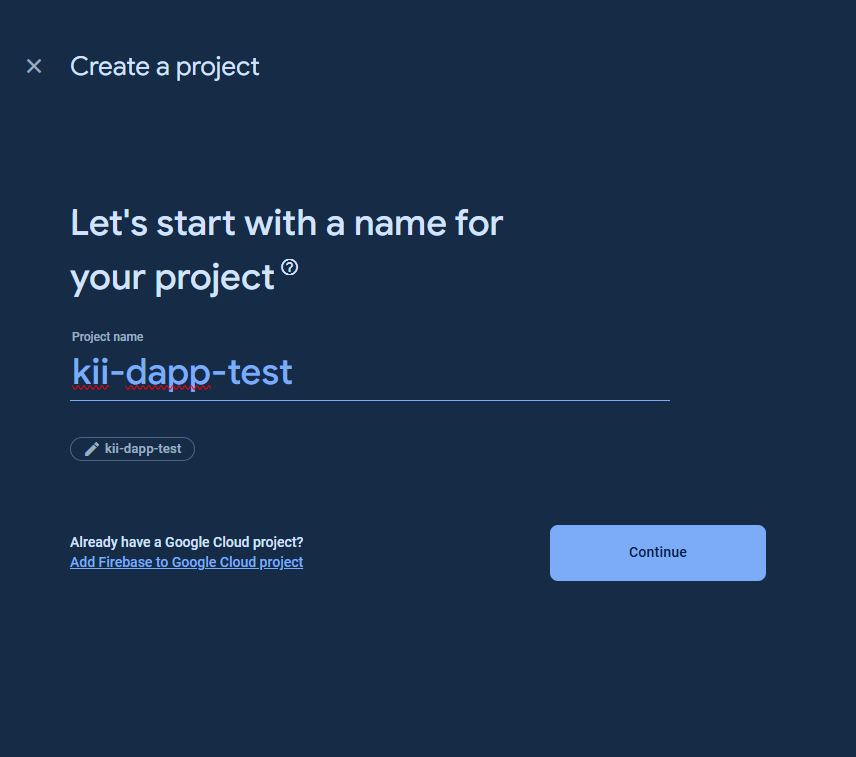 Create a project
Let's start with a name for
your project
Project name
kii-dapp-test
kii-dapp-test
Already have a Google Cloud project?
Add Firebase to Google Cloud project
Continue